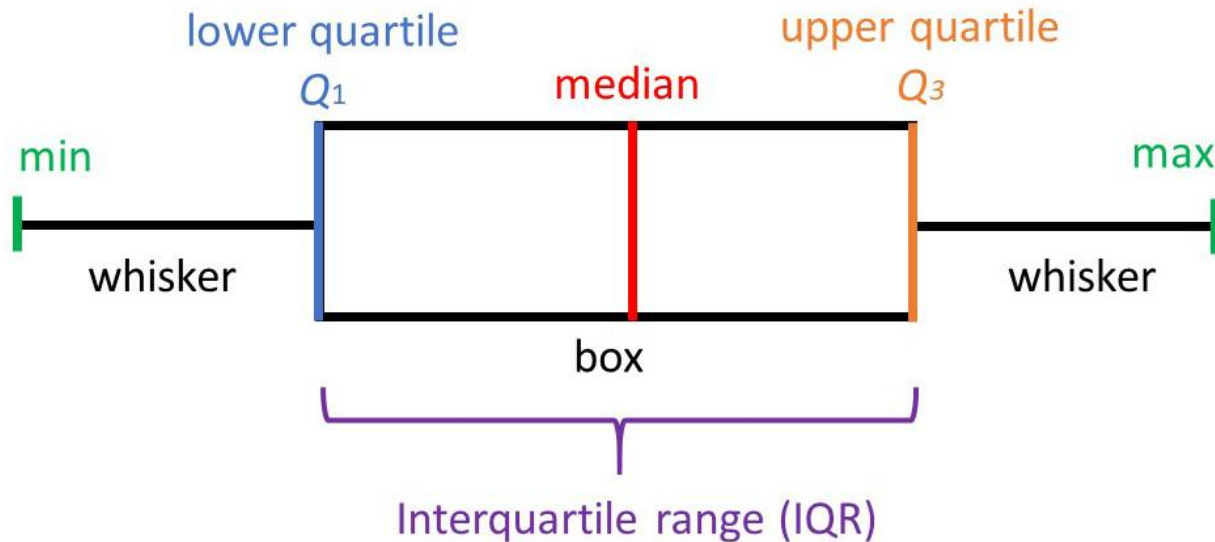 lower quartile
Q1
median
upper quartile
Q3
min
max
whisker
whisker
box
Interquartile range (IQR)